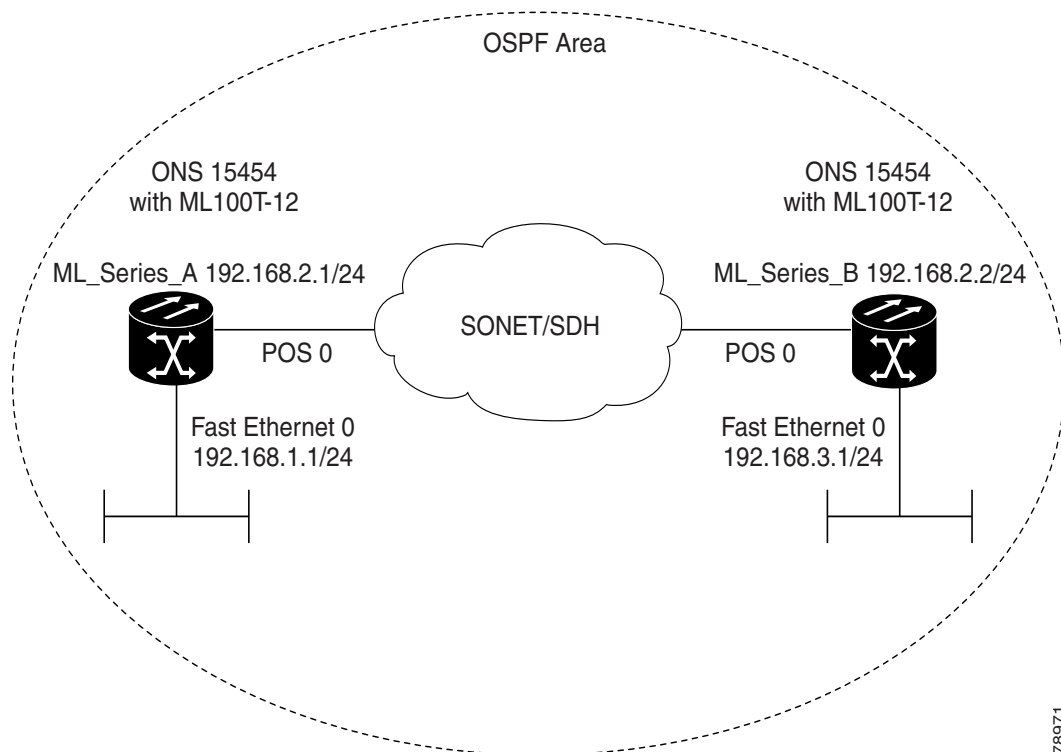 OSPF Area
ONS 15454
with ML100T-12
ONS 15454
with ML100T-12
ML_Series_A 192.168.2.1/24
ML_Series_B 192.168.2.2/24
SONET/SDH
POS 0
POS 0
Fast Ethernet 0
192.168.1.1/24
Fast Ethernet 0
192.168.3.1/24
78971